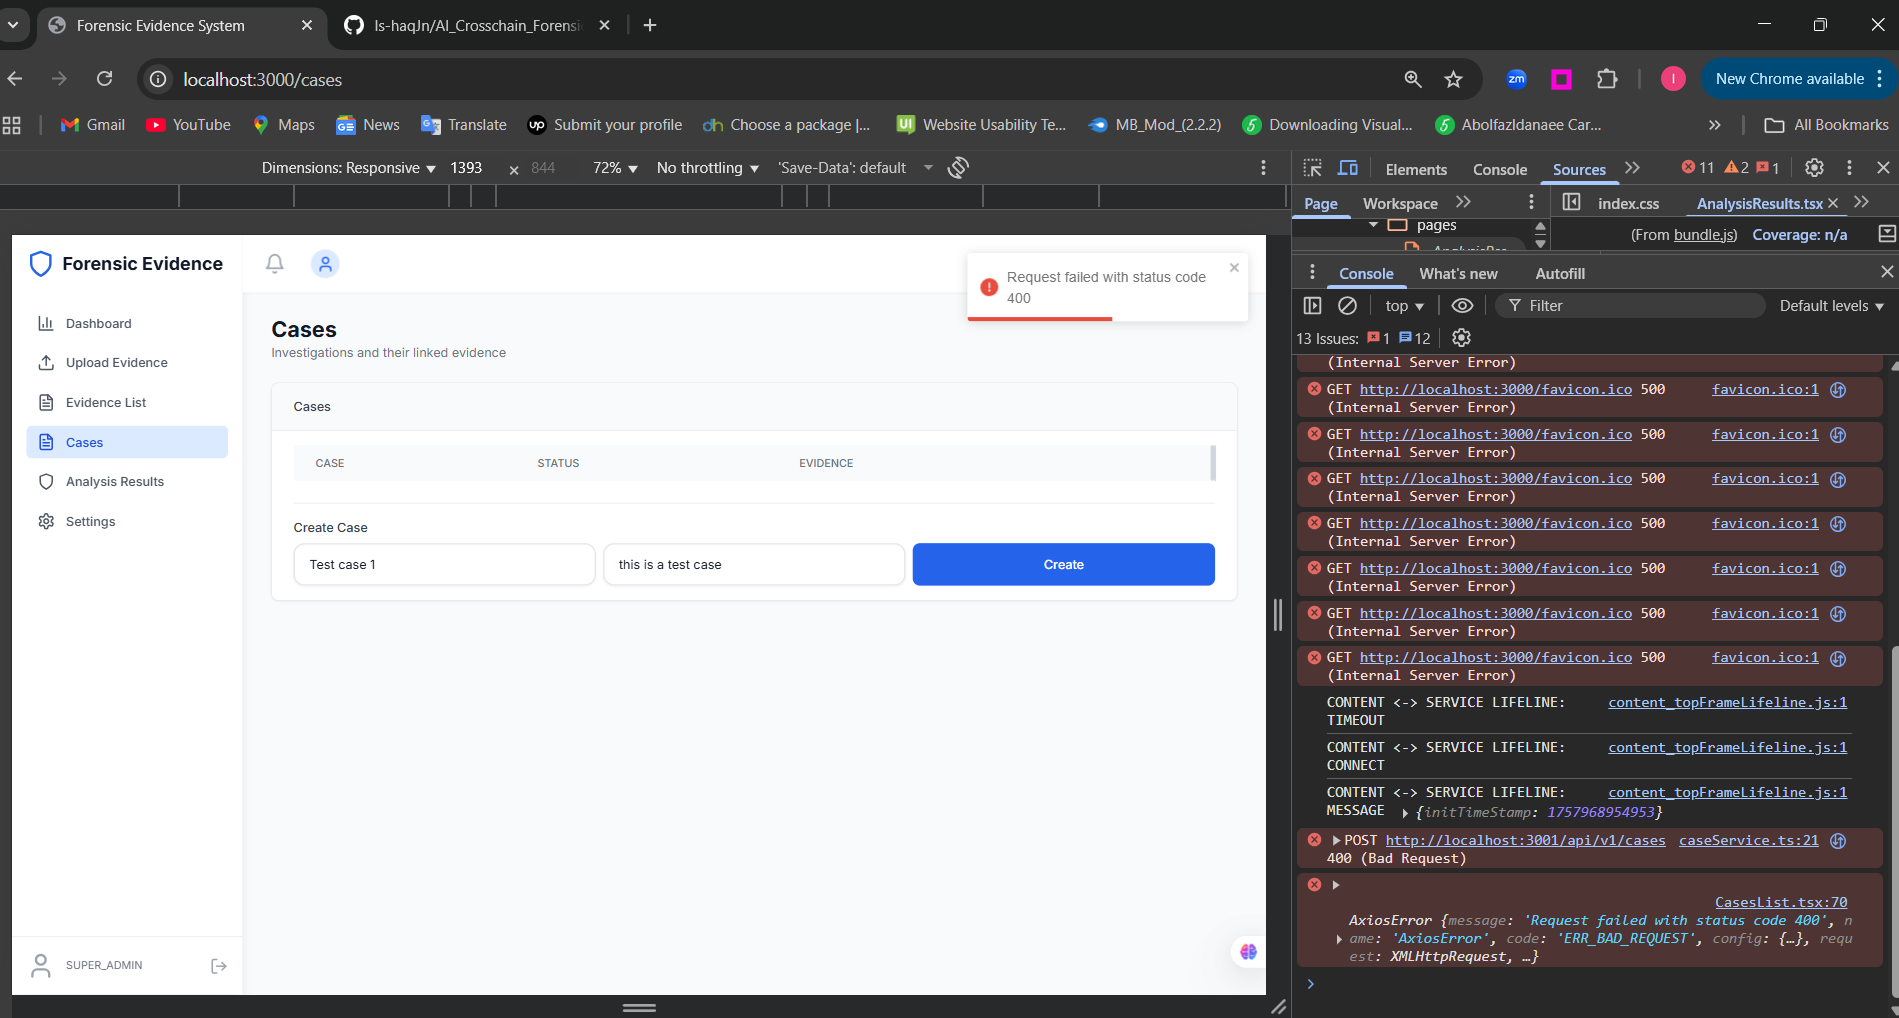 Forensic Evidence System
Is-haqJn/AI_Crosschain_Forensi
localhost:3000/cases
zm
I
New Chrome available
Gmail
YouTube
Maps
News
Translate
Submit your profile
Choose a package |...
Website Usability Te...
MB_Mod_(2.2.2)
Downloading Visual...
Abolfazldanaee Car...
All Bookmarks
Dimensions: Responsive 1393 × 844 72% No throttling 'Save-Data': default
Elements Console Sources 11 2 1
Page Workspace
index.css AnalysisResults.tsx
pages
(From bundle.js) Coverage: n/a
Forensic Evidence
Request failed with status code
400
Dashboard
Upload Evidence
Evidence List
Cases
Analysis Results
Settings
SUPER_ADMIN
Cases
Investigations and their linked evidence
Cases
CASE STATUS EVIDENCE
Create Case
Test case 1
this is a test case
Create
Console What's new Autofill
top Filter Default levels
13 Issues: 1 12
(Internal Server Error)
GET http://localhost:3000/favicon.ico 500 favicon.ico:1
(Internal Server Error)
GET http://localhost:3000/favicon.ico 500 favicon.ico:1
(Internal Server Error)
GET http://localhost:3000/favicon.ico 500 favicon.ico:1
(Internal Server Error)
GET http://localhost:3000/favicon.ico 500 favicon.ico:1
(Internal Server Error)
GET http://localhost:3000/favicon.ico 500 favicon.ico:1
(Internal Server Error)
GET http://localhost:3000/favicon.ico 500 favicon.ico:1
(Internal Server Error)
GET http://localhost:3000/favicon.ico 500 favicon.ico:1
(Internal Server Error)
CONTENT <-> SERVICE LIFELINE: content_topFrameLifeline.js:1
TIMEOUT
CONTENT <-> SERVICE LIFELINE: content_topFrameLifeline.js:1
CONNECT
CONTENT <-> SERVICE LIFELINE: content_topFrameLifeline.js:1
MESSAGE {initTimeStamp: 1757968954953}
POST http://localhost:3001/api/v1/cases caseService.ts:21
400 (Bad Request)
CasesList.tsx:70
AxiosError {message: 'Request failed with status code 400', n
ame: 'AxiosError', code: 'ERR_BAD_REQUEST', config: {…}, requ
est: XMLHttpRequest, …}